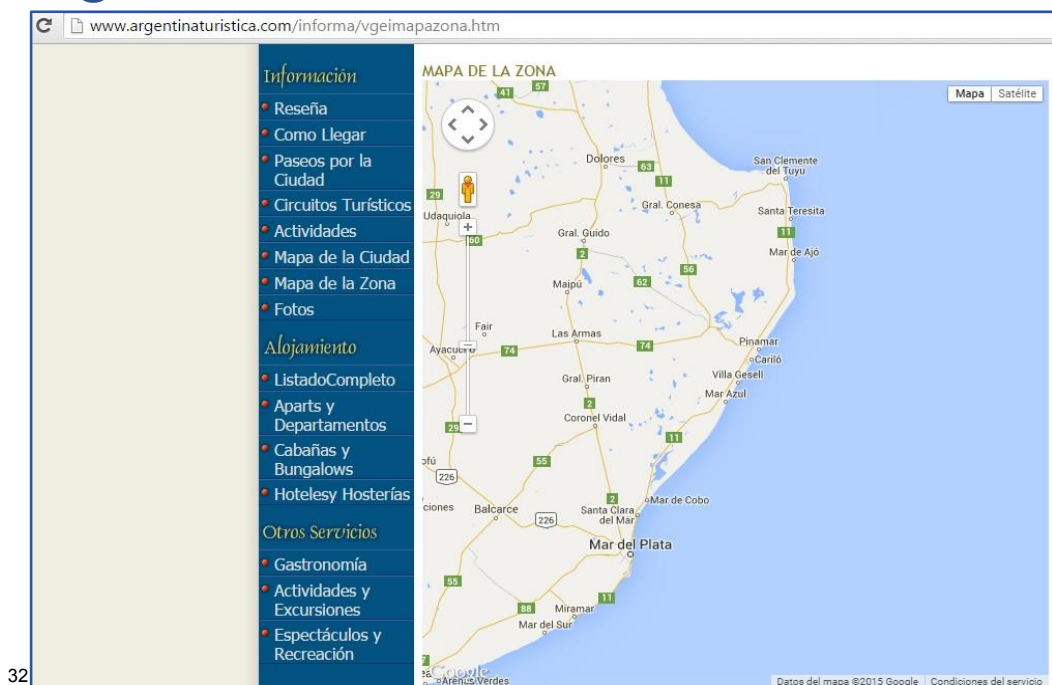 www.argentinaturistica.com/informa/vgeimapazona.htm
Información
Reseña
Como Llegar
Paseos por la
Ciudad
Circuitos Turísticos
Actividades
Mapa de la Ciudad
Mapa de la Zona
Fotos
Alojamiento
ListadoCompleto
Aparts y
Departamentos
Cabañas y
Bungalows
Hotelesy Hosterías
Otros Servicios
Gastronomía
Actividades y
Excursiones
Espectáculos y
Recreación
MAPA DE LA ZONA
Mapa Satélite
41 57
Dolores 63
San Clemente
del Tuyu
11
29
Gral. Conesa
Santa Teresita
Udaquiola
60
Gral. Guido
11
2
Mar de Ajó
56
Maipú
62
Fair
Las Armas
Ayacucho
74
74
Pinamar
Cariló
Gral. Piran
Villa Gesell
Mar Azul
2
Coronel Vidal
29
11
55
ofú
226
2
Mar de Cobo
ciones
Balcarce
226
Santa Clara
del Mar
Mar del Plata
55
11
88
Miramar
Mar del Sur
Google
Arenas Verdes
Datos del mapa ©2015 Google
Condiciones del servicio
32